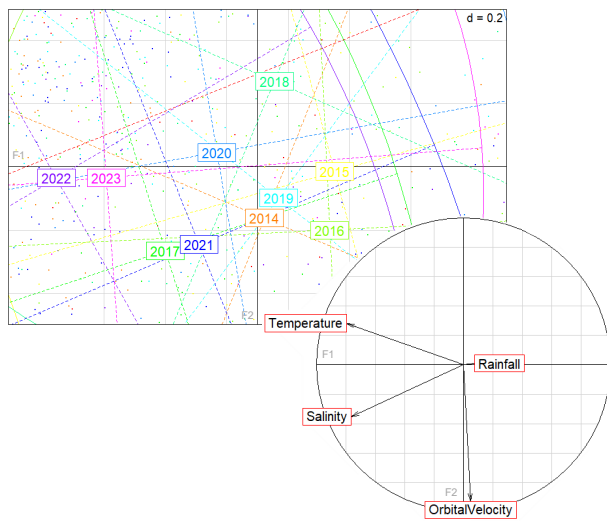 d = 0.2
2018
F1
2020
2022
2023
2015
2019
2014
2016
2017
2021
F2
Temperature
F1
Rainfall
Salinity
F2
OrbitalVelocity